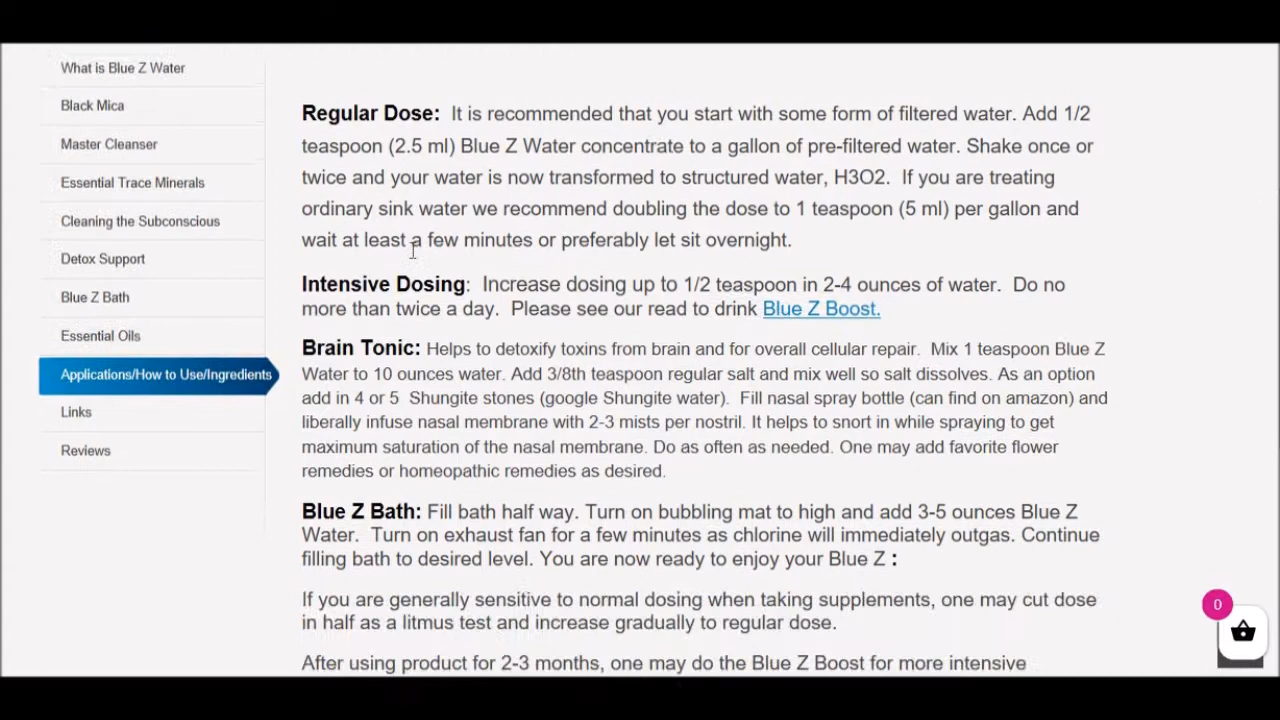 What is Blue Z Water
Black Mica
Master Cleanser
Essential Trace Minerals
Cleaning the Subconscious
Detox Support
Blue Z Bath
Essential Oils
Applications/How to Use/Ingredients
Links
Reviews
Regular Dose: It is recommended that you start with some form of filtered water. Add 1/2
teaspoon (2.5 ml) Blue Z Water concentrate to a gallon of pre-filtered water. Shake once or
twice and your water is now transformed to structured water, H3O2. If you are treating
ordinary sink water we recommend doubling the dose to 1 teaspoon (5 ml) per gallon and
wait at least a few minutes or preferably let sit overnight.
Intensive Dosing: Increase dosing up to 1/2 teaspoon in 2-4 ounces of water. Do no
more than twice a day. Please see our read to drink Blue Z Boost.
Brain Tonic: Helps to detoxify toxins from brain and for overall cellular repair. Mix 1 teaspoon Blue Z
Water to 10 ounces water. Add 3/8th teaspoon regular salt and mix well so salt dissolves. As an option
add in 4 or 5 Shungite stones (google Shungite water). Fill nasal spray bottle (can find on amazon) and
liberally infuse nasal membrane with 2-3 mists per nostril. It helps to snort in while spraying to get
maximum saturation of the nasal membrane. Do as often as needed. One may add favorite flower
remedies or homeopathic remedies as desired.
Blue Z Bath: Fill bath half way. Turn on bubbling mat to high and add 3-5 ounces Blue Z
Water. Turn on exhaust fan for a few minutes as chlorine will immediately outgas. Continue
filling bath to desired level. You are now ready to enjoy your Blue Z :
If you are generally sensitive to normal dosing when taking supplements, one may cut dose
in half as a litmus test and increase gradually to regular dose.
After using product for 2-3 months, one may do the Blue Z Boost for more intensive
0